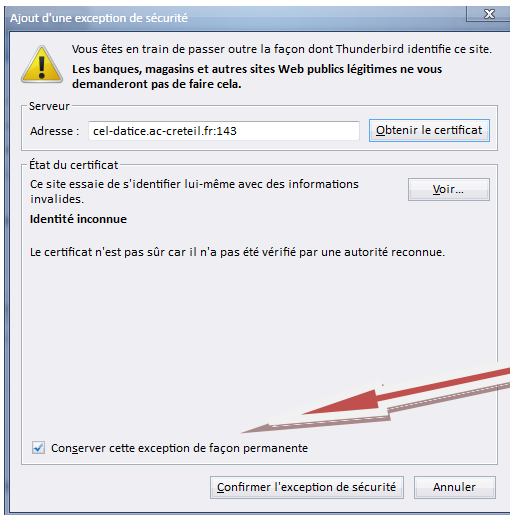 Ajout d'une exception de sécurité
Vous êtes en train de passer outre la façon dont Thunderbird identifie ce site.
Les banques, magasins et autres sites Web publics légitimes ne vous
demanderont pas de faire cela.
Serveur
Adresse : cel-datice.ac-creteil.fr:143 Obtenir le certificat
État du certificat
Ce site essaie de s'identifier lui-même avec des informations
invalides.
Voir...
Identité inconnue
Le certificat n'est pas sûr car il n'a pas été vérifié par une autorité reconnue.
Conserver cette exception de façon permanente
Confirmer l'exception de sécurité Annuler